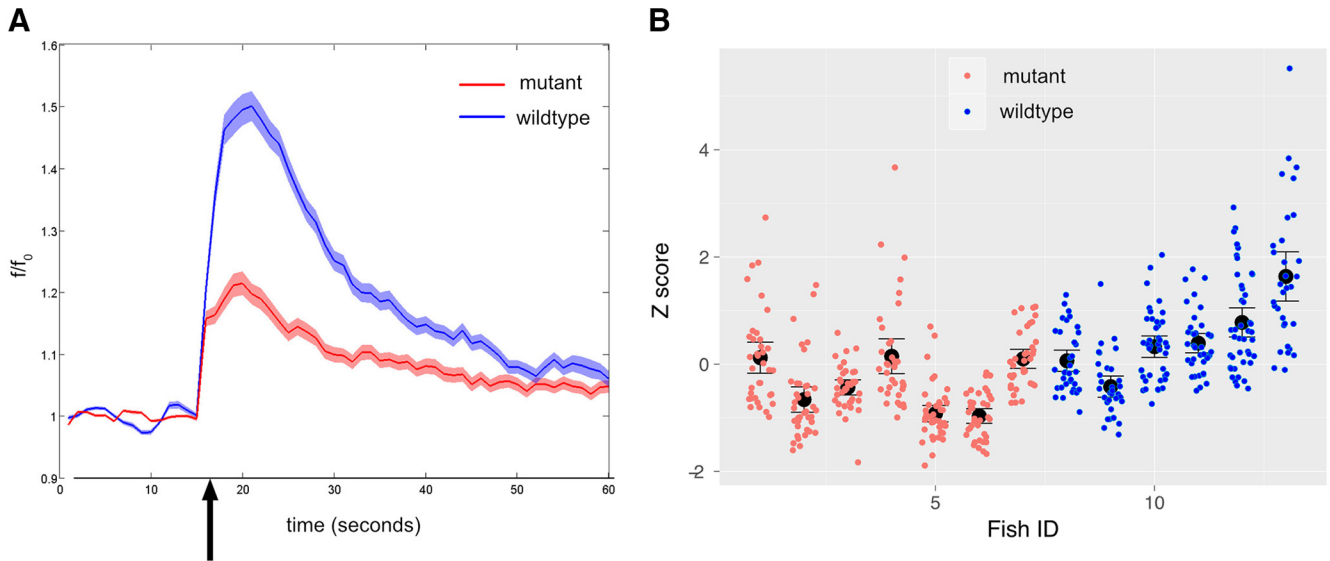 A
1.6
1.5
1.4
1.3
1.2
1.1
1
0.9
f/f0
0
10
20
30
40
50
60
time (seconds)
mutant
wildtype
B
4
2
0
−2
Z score
5
10
Fish ID
mutant
wildtype